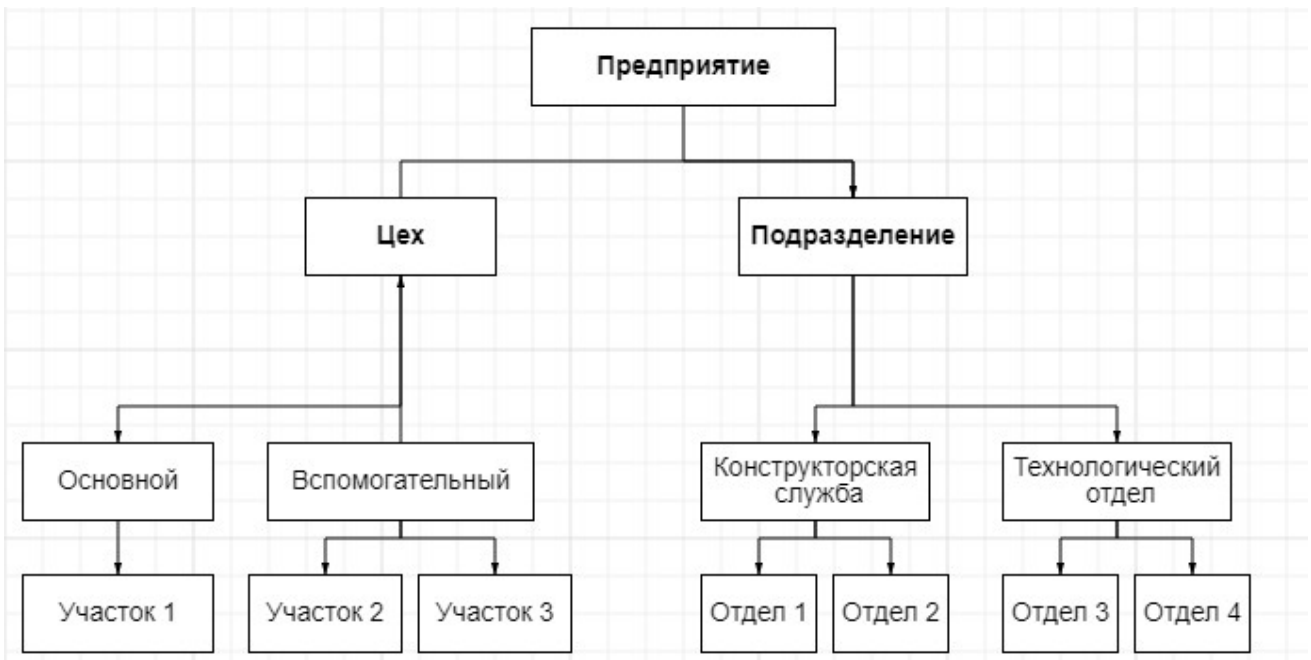 Предприятие
Цех
Подразделение
Основной
Вспомогательный
Конструкторская
служба
Технологический
отдел
Участок 1
Участок 2
Участок 3
Отдел 1
Отдел 2
Отдел 3
Отдел 4